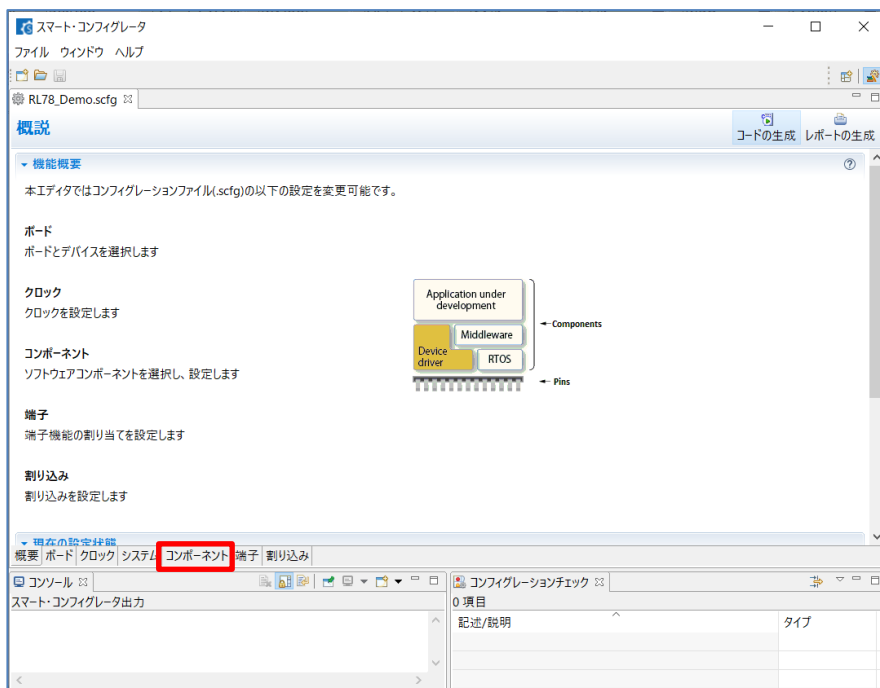 スマート・コンフィグレータ
ファイル ウィンドウ ヘルプ
RL78_Demo.scfg
概説
コードの生成 レポートの生成
機能概要
本エディタではコンフィグレーションファイル(.scfg)の以下の設定を変更可能です。
ボード
ボードとデバイスを選択します
クロック
クロックを設定します
コンポーネント
ソフトウェアコンポーネントを選択し、設定します
端子
端子機能の割り当てを設定します
割り込み
割り込みを設定します
Application under
development
Middleware
Device
driver
RTOS
Components
Pins
現在の設定状態
概要 ボード クロック システム コンポーネント 端子 割り込み
コンソール
スマート・コンフィグレータ出力
コンフィグレーションチェック
0 項目
記述/説明 タイプ